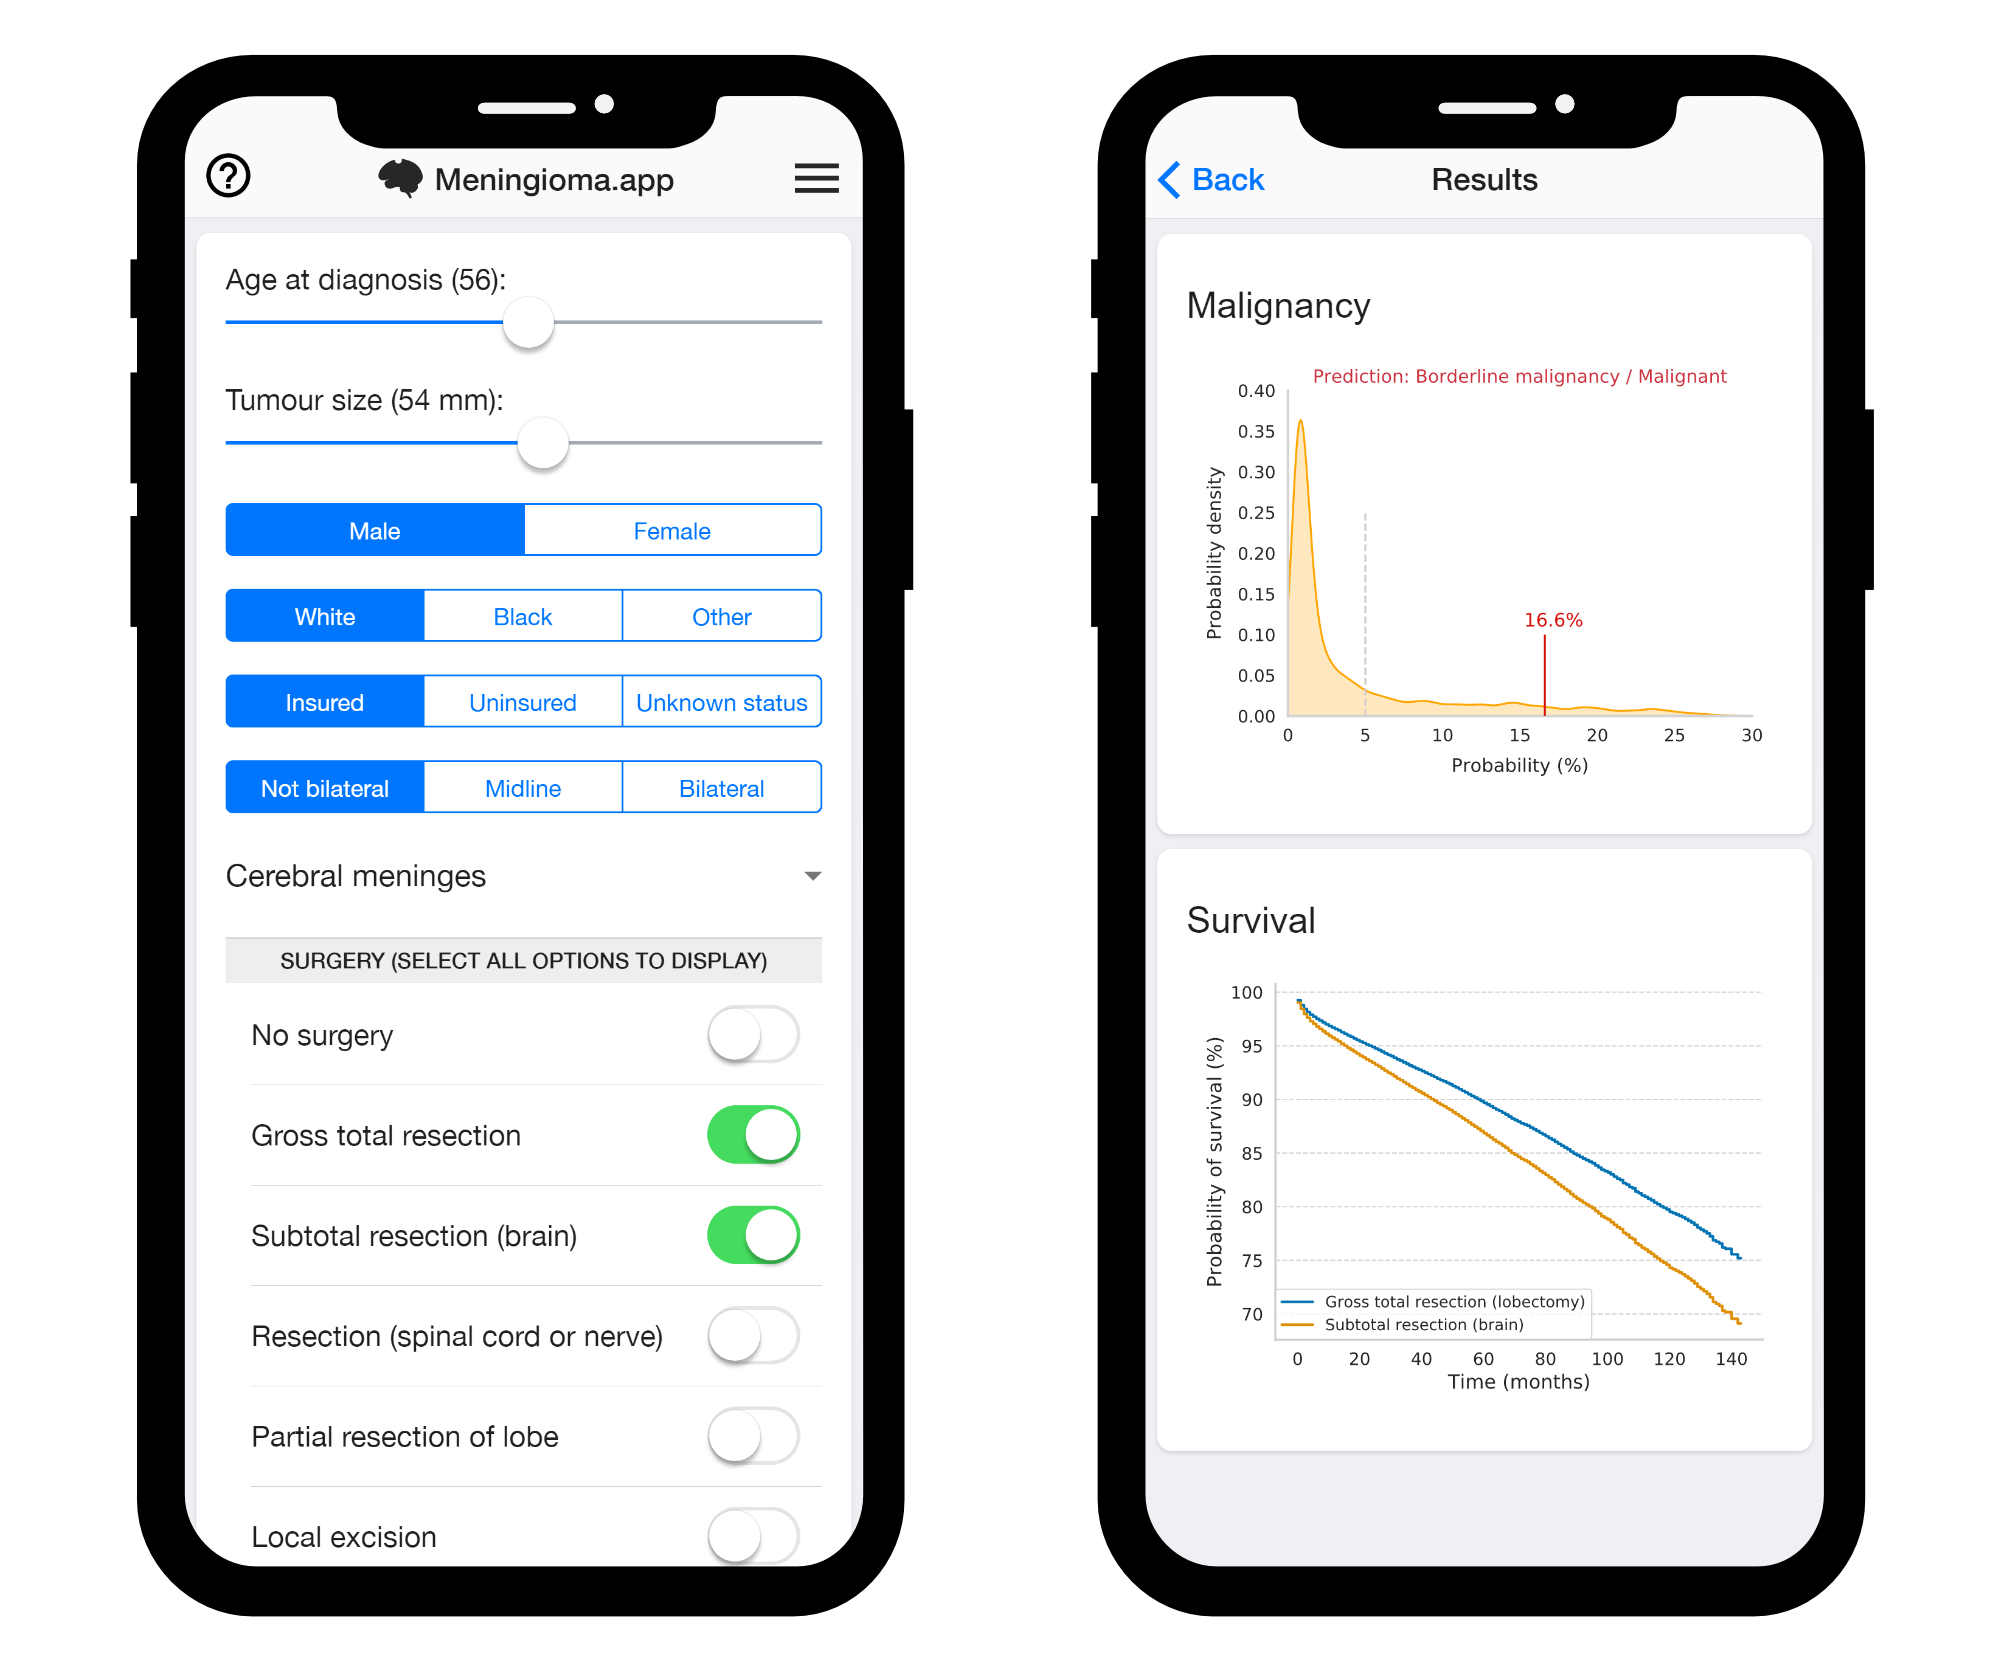 Meningioma.app
Age at diagnosis (56):
Tumour size (54 mm):
Male Female
White Black Other
Insured Uninsured Unknown status
Not bilateral Midline Bilateral
Cerebral meninges
SURGERY (SELECT ALL OPTIONS TO DISPLAY)
No surgery
Gross total resection
Subtotal resection (brain)
Resection (spinal cord or nerve)
Partial resection of lobe
Local excision
Back Results
Malignancy
Prediction: Borderline malignancy / Malignant
Probability density
0.40
0.35
0.30
0.25
0.20
0.15
0.10
0.05
0.00
16.6%
0 5 10 15 20 25 30
Probability (%)
Survival
Probability of survival (%)
100
95
90
85
80
75
70
Gross total resection (lobectomy)
Subtotal resection (brain)
0 20 40 60 80 100 120 140
Time (months)